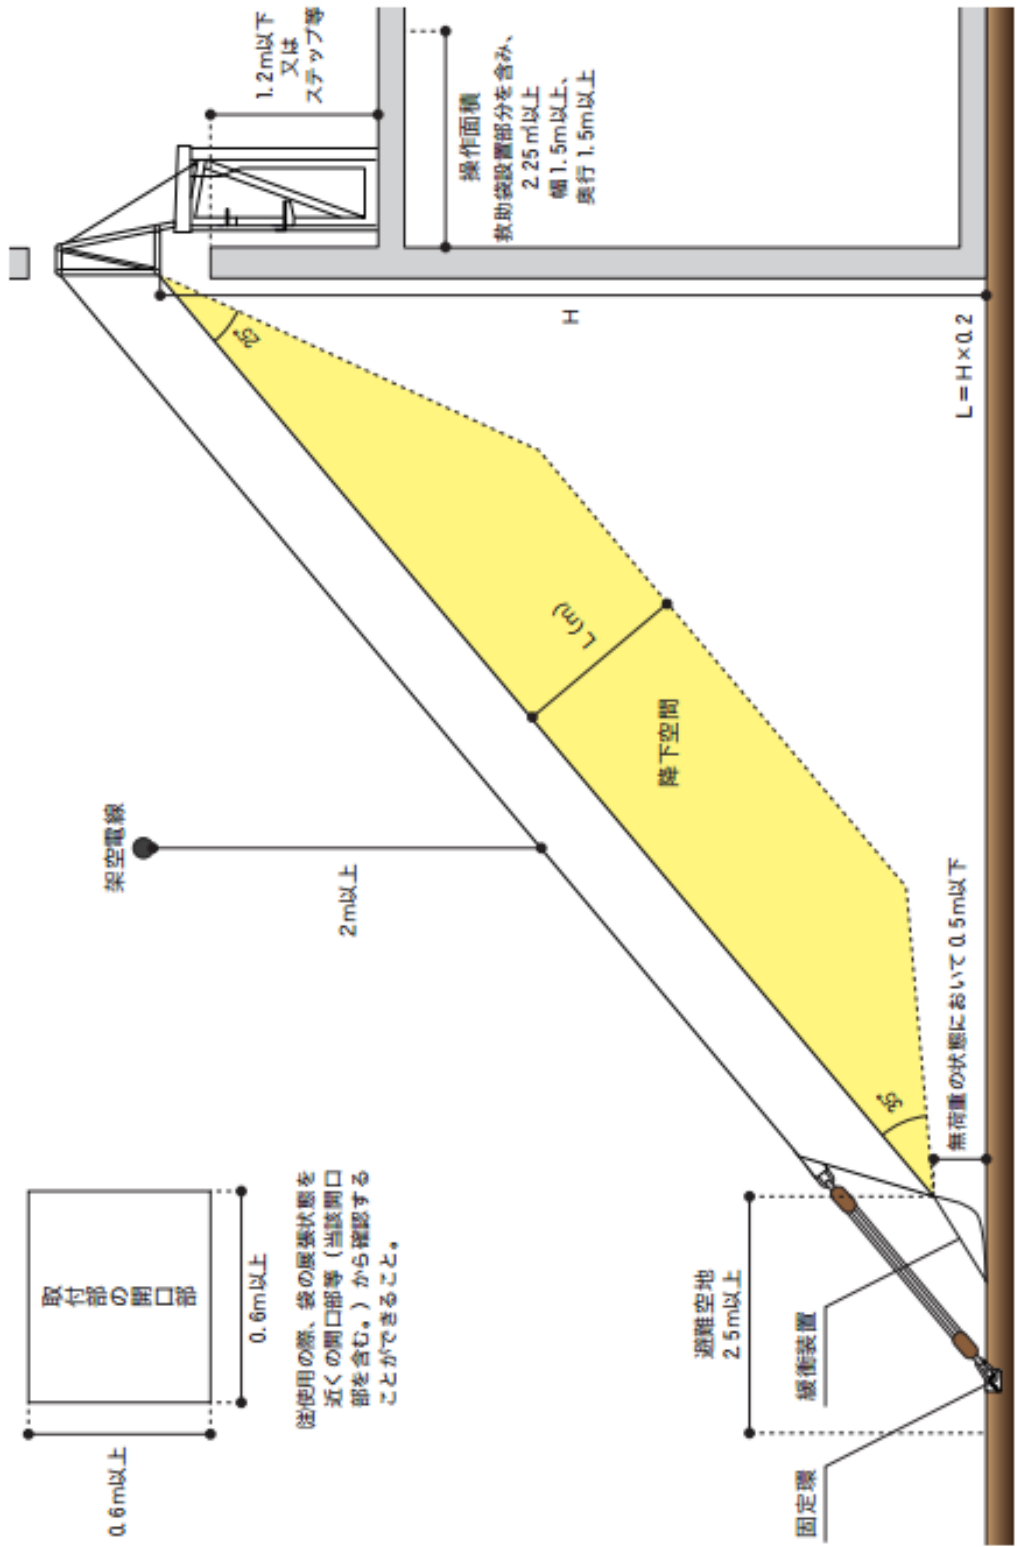 取付部の開口部
0.6m以上
0.6m以上
(注)使用の際、袋の展張状態を
近くの開口部等（当該開口
部を含む。）から確認する
ことができること。
架空電線
2m以上
1.2m以下
又は
ステップ等
操作面積
救助袋設置部分を含み、
2.25㎡以上
幅1.5m以上、
奥行1.5m以上
25°
H
L(m)
降下空間
L＝H×0.2
35°
無荷重の状態において0.5m以下
避難空地
2.5m以上
緩衝装置
固定環